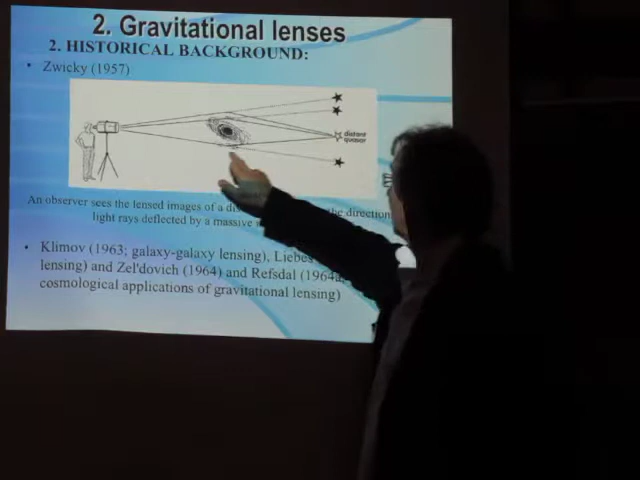 2. Gravitational lenses
2. HISTORICAL BACKGROUND:
• Zwicky (1957)
distant
quasar
An observer sees the lensed images of a the direction
light rays deflected by a massive
• Klimov (1963; galaxy-galaxy lensing), Liebes
lensing) and Zel'dovich (1964) and Refsdal (1964a,
cosmological applications of gravitational lensing)